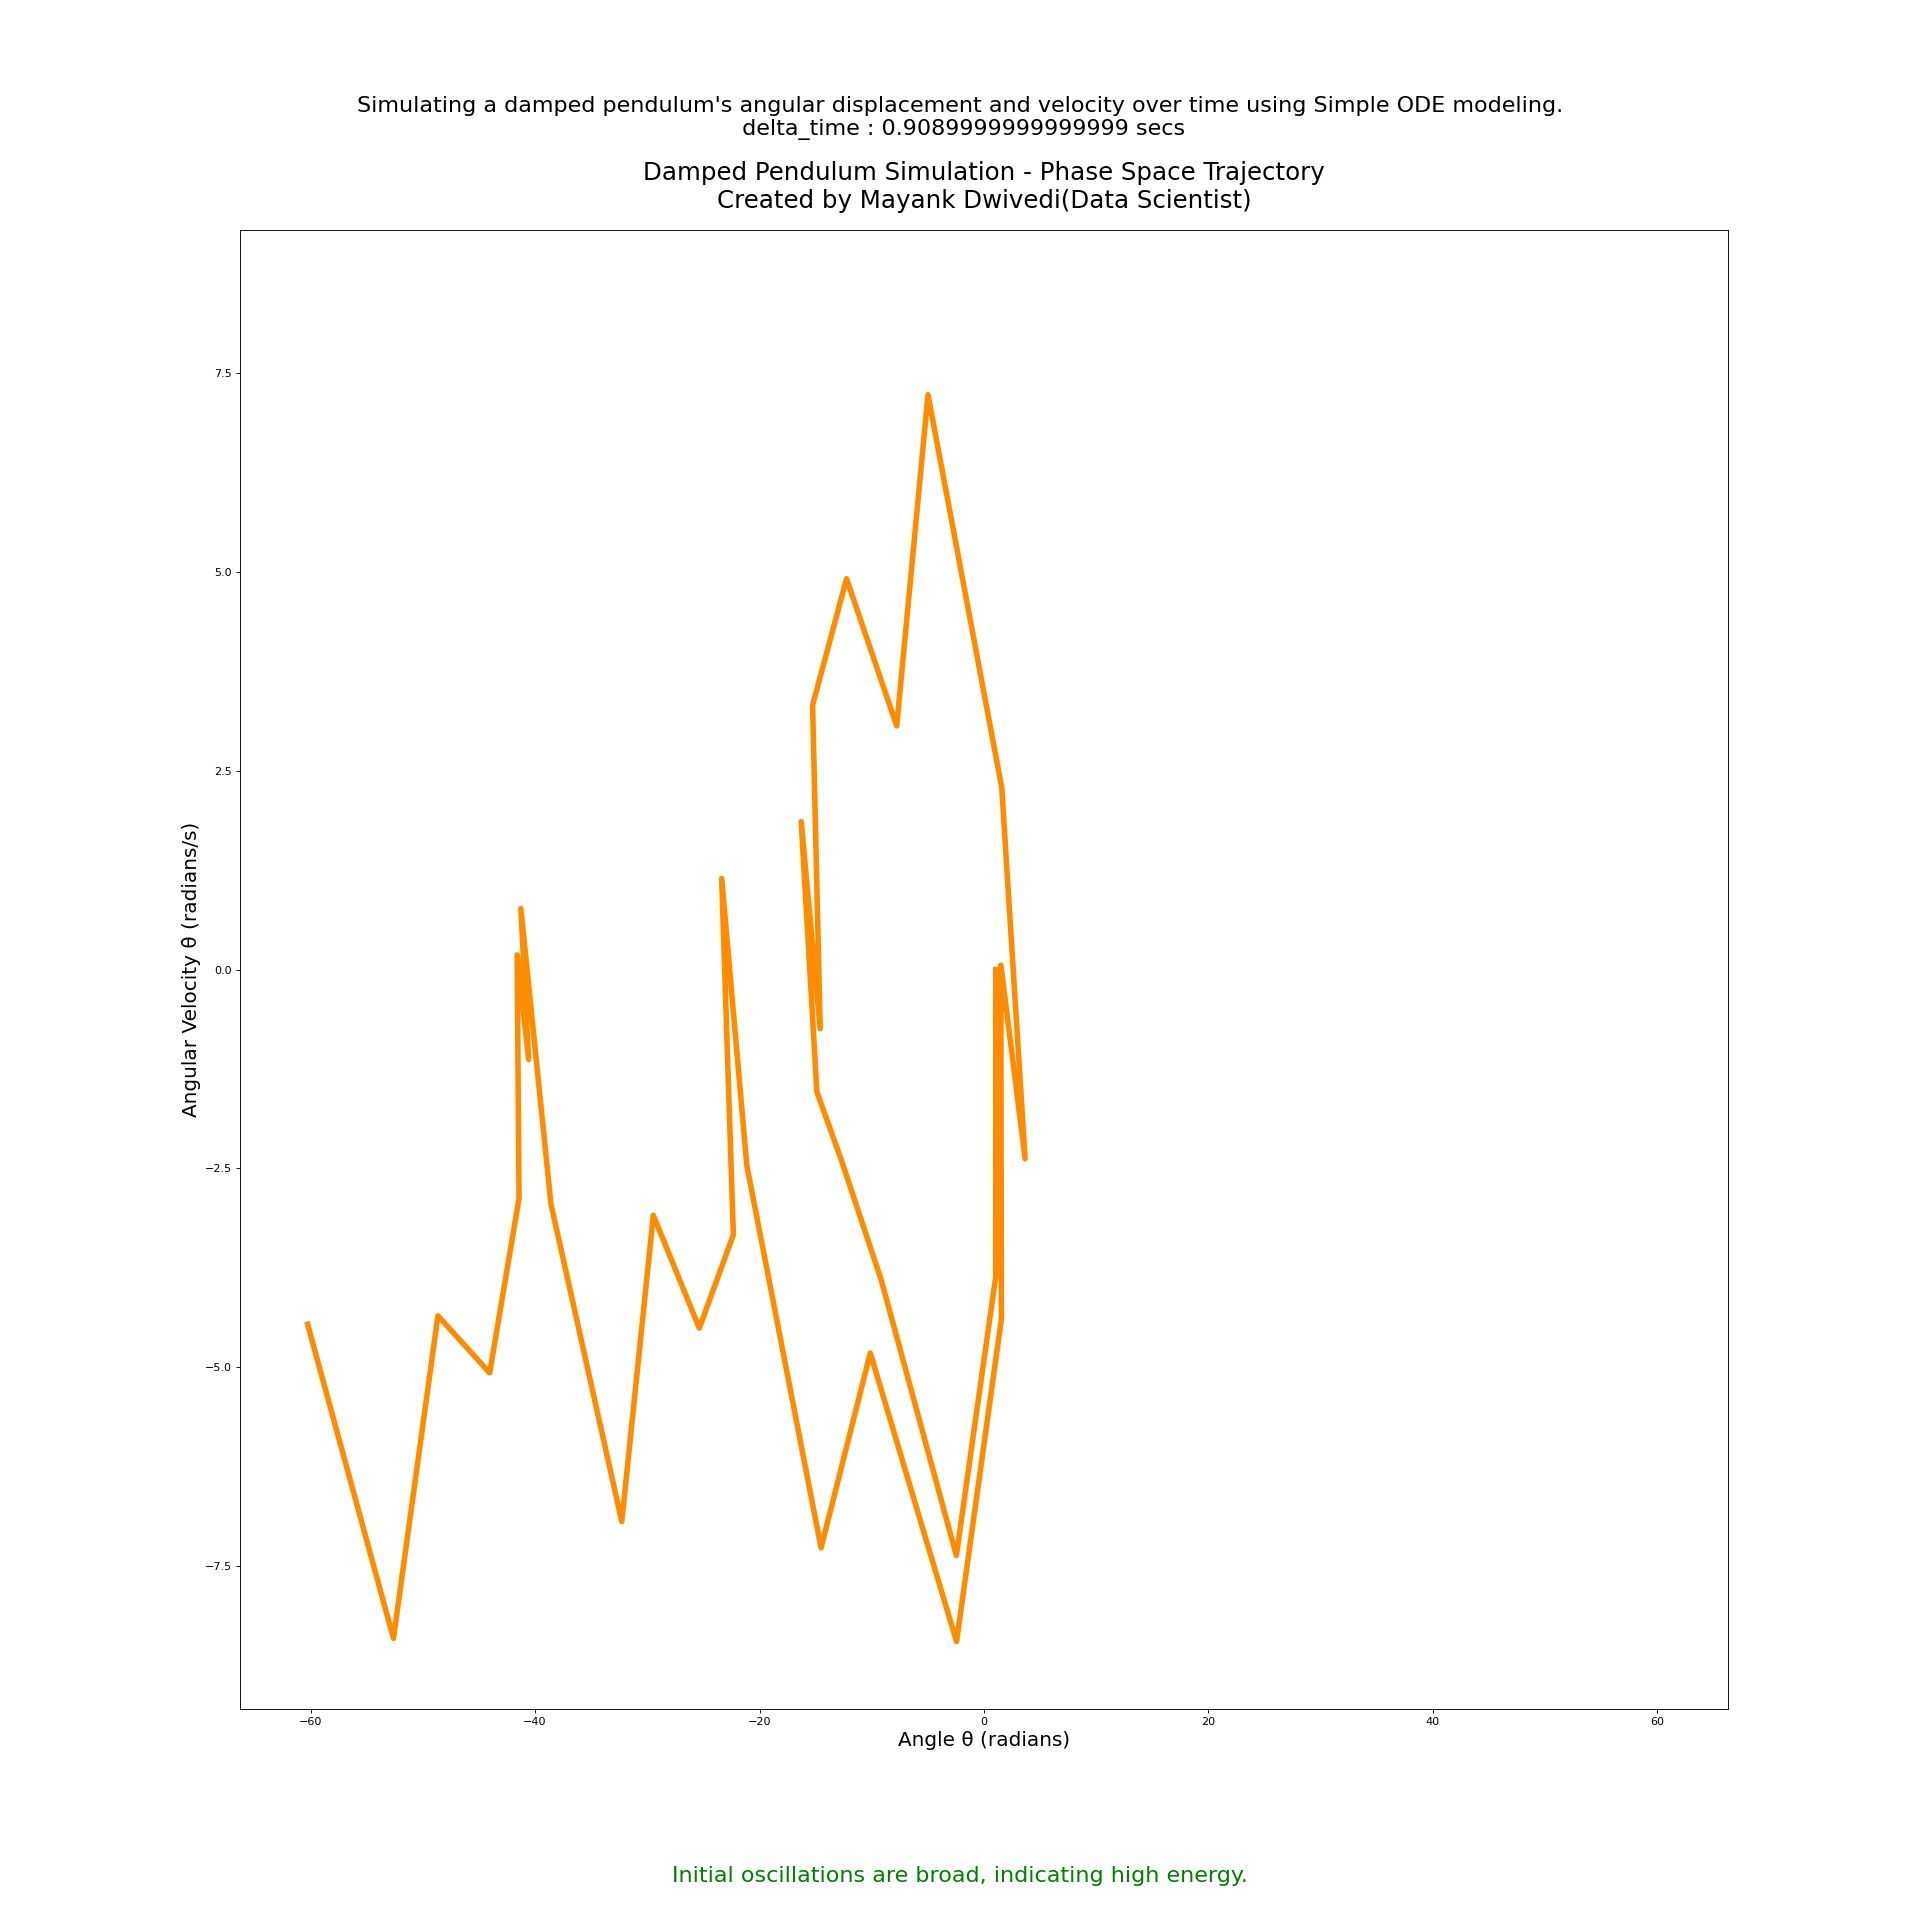 Simulating a damped pendulum's angular displacement and velocity over time using Simple ODE modeling.
delta_time : 0.9089999999999999 secs
Damped Pendulum Simulation - Phase Space Trajectory
Created by Mayank Dwivedi(Data Scientist)
7.5
5.0
2.5
0.0
−2.5
−5.0
−7.5
Angular Velocity θ (radians/s)
−60 −40 −20 0 20 40 60
Angle θ (radians)
Initial oscillations are broad, indicating high energy.